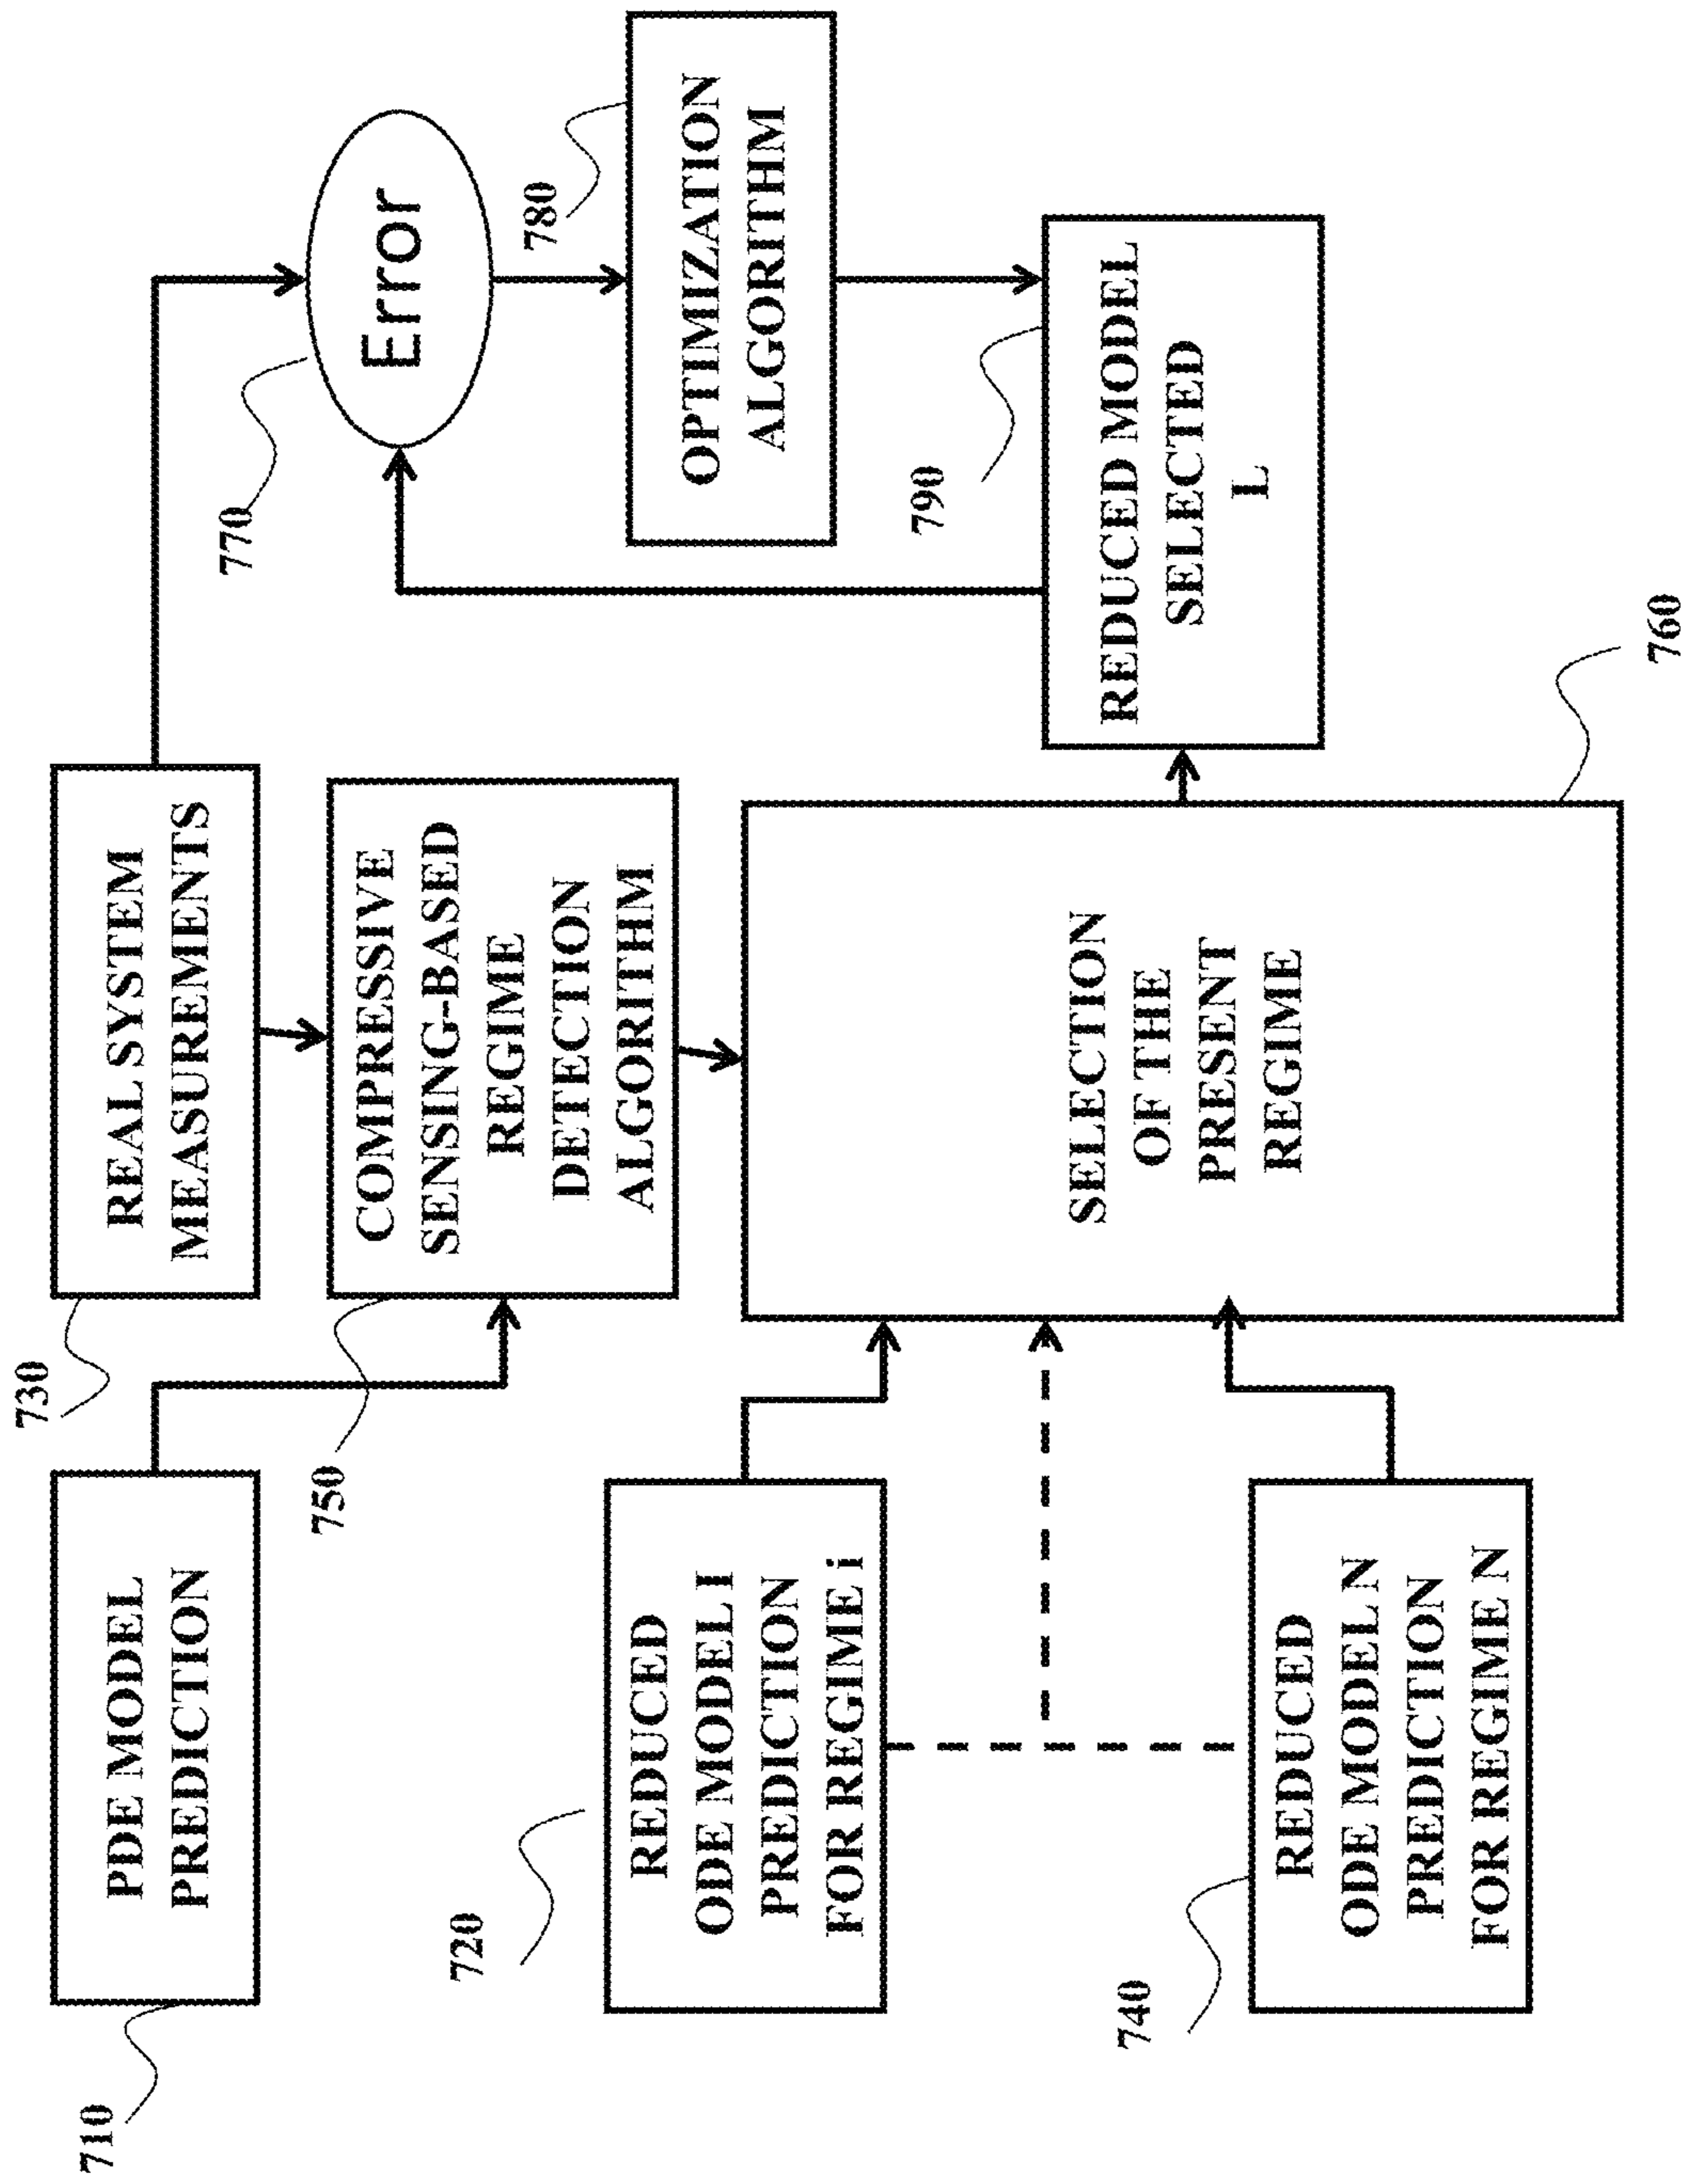 710
PDE MODEL
PREDICTION
730
REAL SYSTEM
MEASUREMENTS
770
Error
750
COMPRESSIVE
SENSING-BASED
REGIME
DETECTION
ALGORITHM
780
OPTIMIZATION
ALGORITHM
720
REDUCED
ODE MODEL I
PREDICTION
FOR REGIME i
SELECTION
OF THE
PRESENT
REGIME
790
REDUCED MODEL
SELECTED
L
740
REDUCED
ODE MODEL N
PREDICTION
FOR REGIME N
760